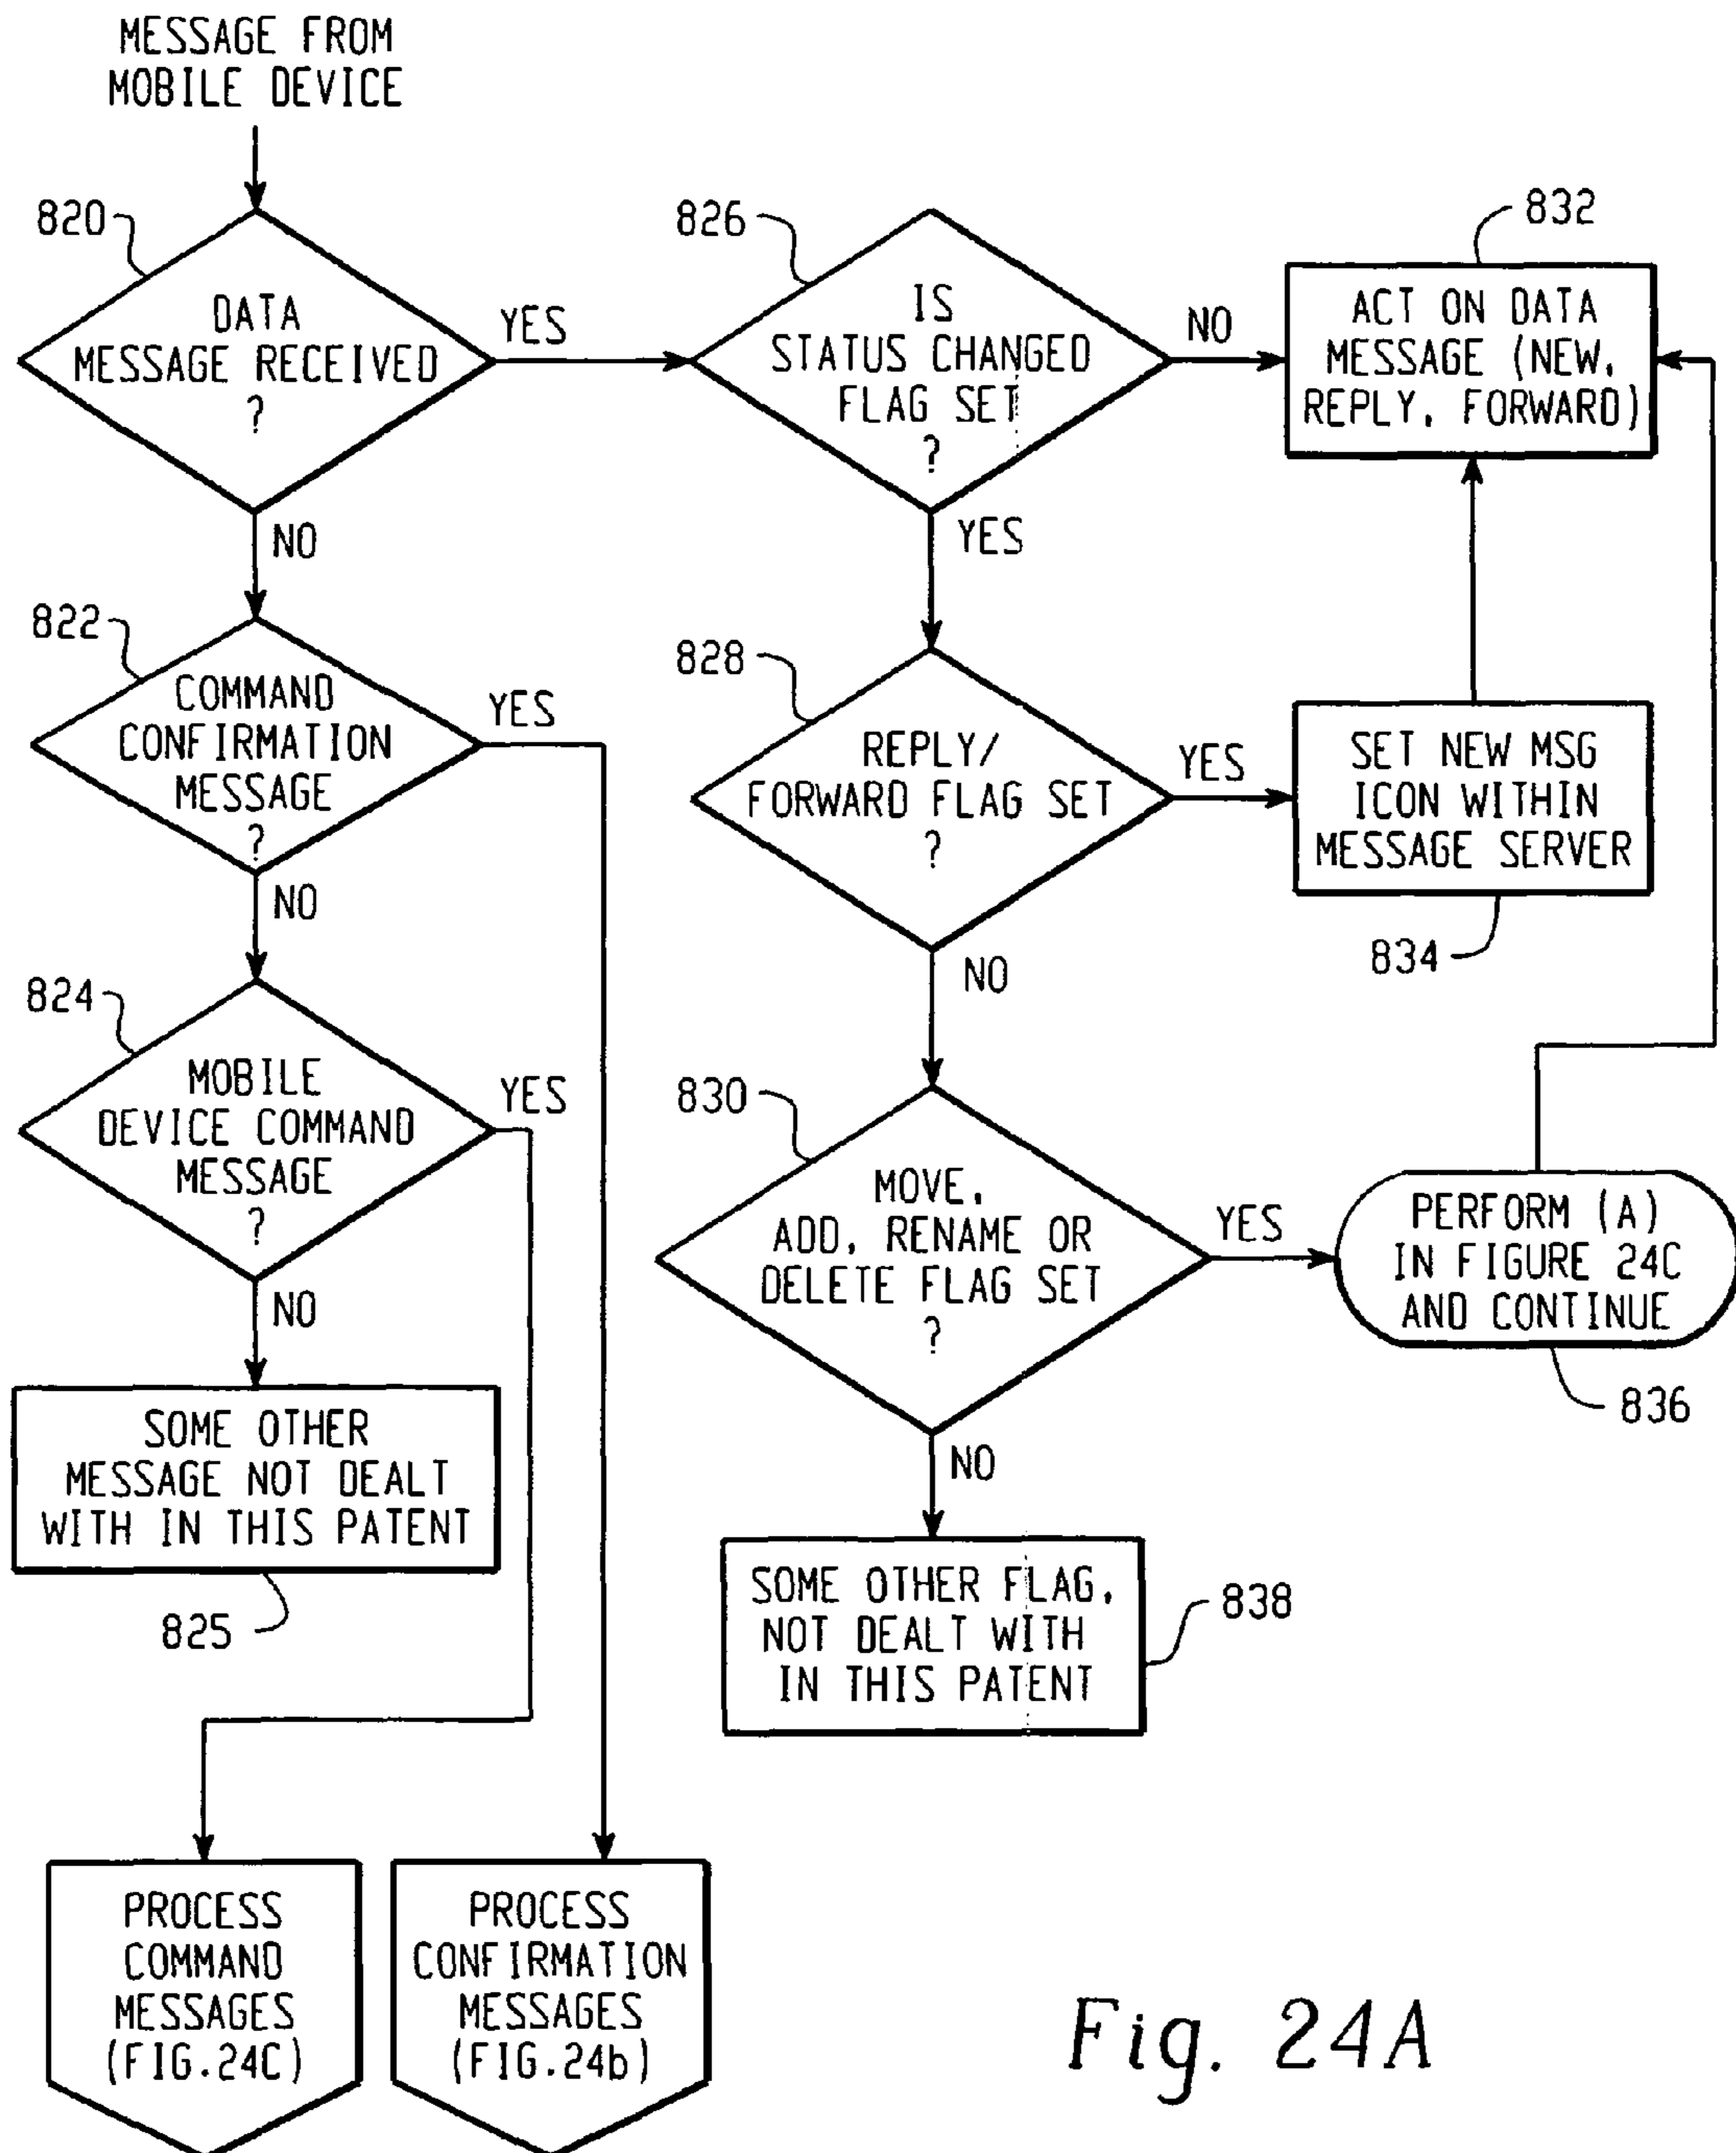 MESSAGE FROM
MOBILE DEVICE
820
DATA
MESSAGE RECEIVED
?
YES
NO
826
IS
STATUS CHANGED
FLAG SET
?
NO
YES
832
ACT ON DATA
MESSAGE (NEW,
REPLY, FORWARD)
822
COMMAND
CONFIRMATION
MESSAGE
?
YES
NO
828
REPLY/
FORWARD FLAG SET
?
YES
NO
SET NEW MSG
ICON WITHIN
MESSAGE SERVER
834
824
MOBILE
DEVICE COMMAND
MESSAGE
?
YES
NO
830
MOVE,
ADD, RENAME OR
DELETE FLAG SET
?
YES
NO
PERFORM (A)
IN FIGURE 24C
AND CONTINUE
836
SOME OTHER
MESSAGE NOT DEALT
WITH IN THIS PATENT
825
SOME OTHER FLAG,
NOT DEALT WITH
IN THIS PATENT
838
PROCESS
COMMAND
MESSAGES
(FIG.24C)
PROCESS
CONFIRMATION
MESSAGES
(FIG.24b)
Fig. 24A